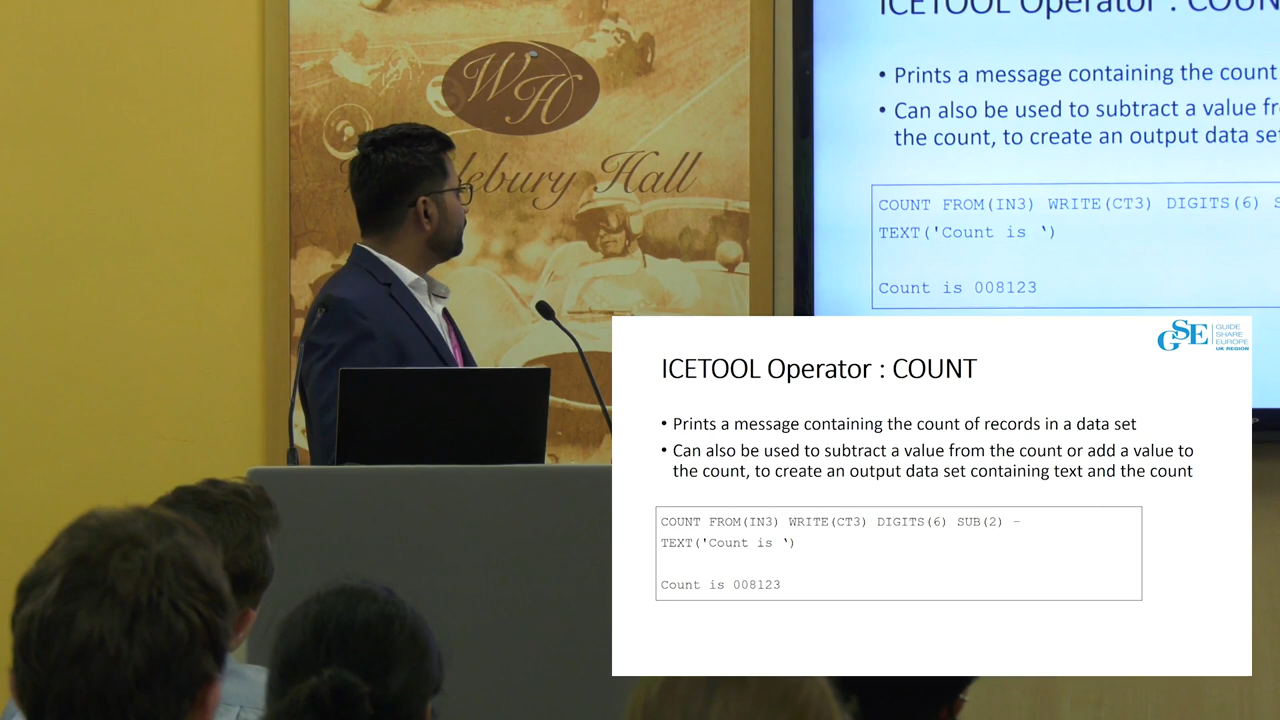 WH
lebury Hall
ICETOOL Operator : COUN
• Prints a message containing the count
• Can also be used to subtract a value fr
the count, to create an output data set
COUNT FROM(IN3) WRITE(CT3) DIGITS(6) S
TEXT('Count is ‘)
Count is 008123
GSE GUIDE
SHARE
EUROPE
UK REGION
ICETOOL Operator : COUNT
• Prints a message containing the count of records in a data set
• Can also be used to subtract a value from the count or add a value to
the count, to create an output data set containing text and the count
COUNT FROM(IN3) WRITE(CT3) DIGITS(6) SUB(2) –
TEXT('Count is ‘)
Count is 008123